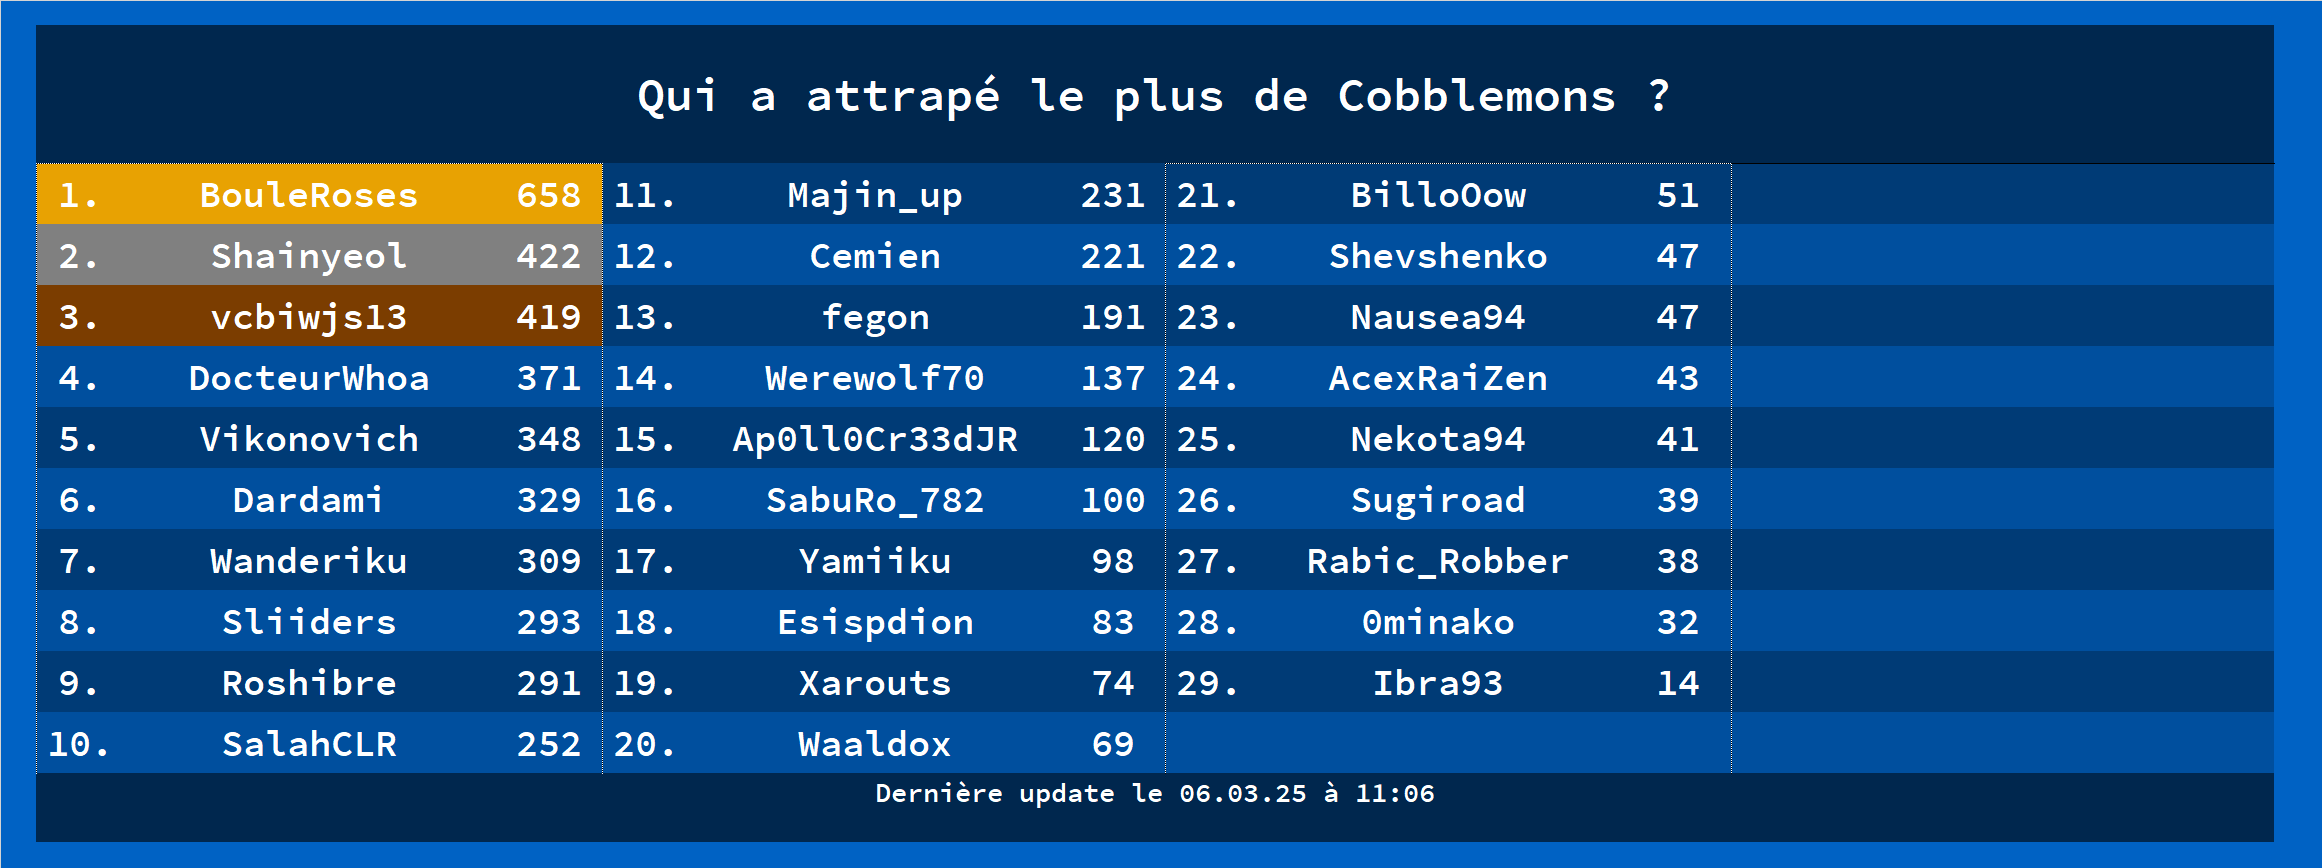 Qui a attrapé le plus de Cobblemons ?
1. BouleRoses 658
2. Shainyeol 422
3. vcbiwjs13 419
4. DocteurWhoa 371
5. Vikonovich 348
6. Dardami 329
7. Wanderiku 309
8. Sliiders 293
9. Roshibre 291
10. SalahCLR 252
11. Majin_up 231
12. Cemien 221
13. fegon 191
14. Werewolf70 137
15. Ap0ll0Cr33dJR 120
16. SabuRo_782 100
17. Yamiiku 98
18. Esispdion 83
19. Xarouts 74
20. Waaldox 69
21. BilloOow 51
22. Shevshenko 47
23. Nausea94 47
24. AcexRaiZen 43
25. Nekota94 41
26. Sugiroad 39
27. Rabic_Robber 38
28. 0minako 32
29. Ibra93 14
Dernière update le 06.03.25 à 11:06